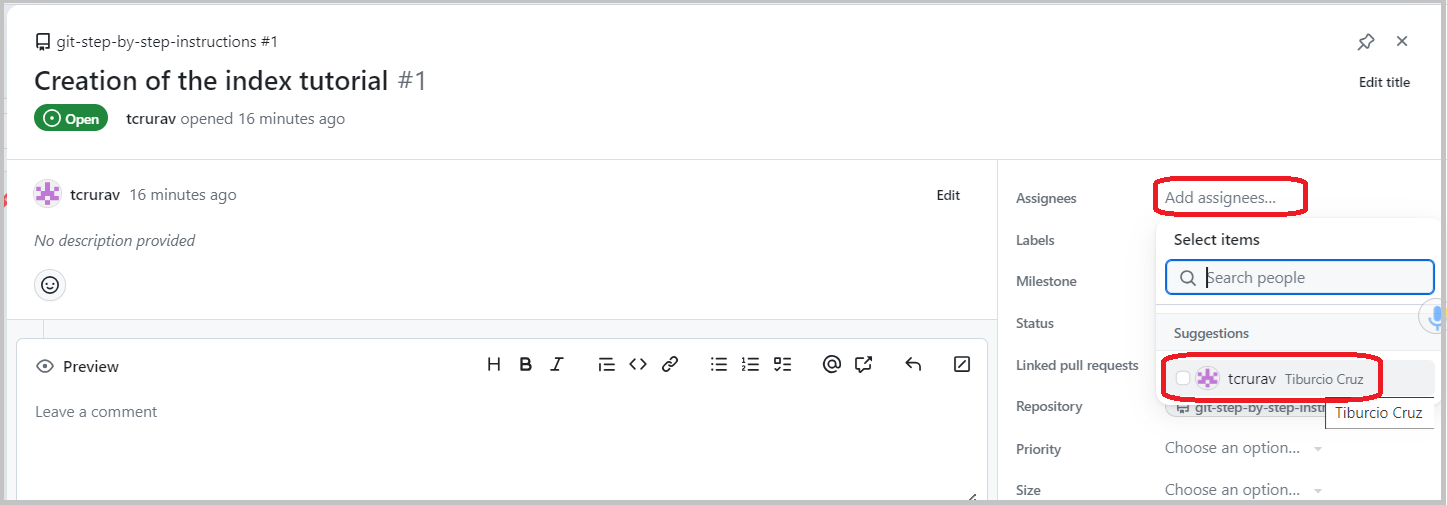 git-step-by-step-instructions #1
Creation of the index tutorial #1
Edit title
Open
tcrurav opened 16 minutes ago
tcrurav 16 minutes ago
Edit
No description provided
Preview
Leave a comment
Assignees
Add assignees...
Select items
Search people
Suggestions
tcrurav Tiburcio Cruz
Tiburcio Cruz
Labels
Milestone
Status
Linked pull requests
Repository
git-step-by-step-instr
Priority
Choose an option...
Size
Choose an option...